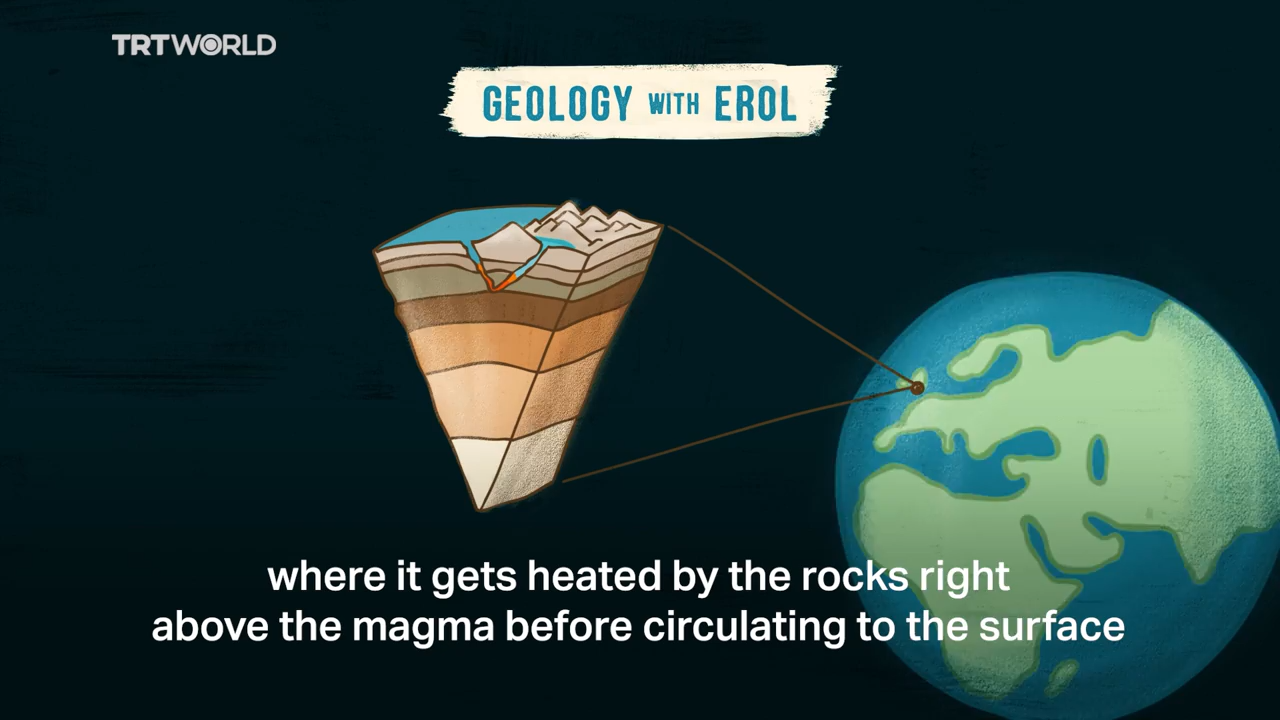 TRTWORLD
GEOLOGY WITH EROL
where it gets heated by the rocks right
above the magma before circulating to the surface